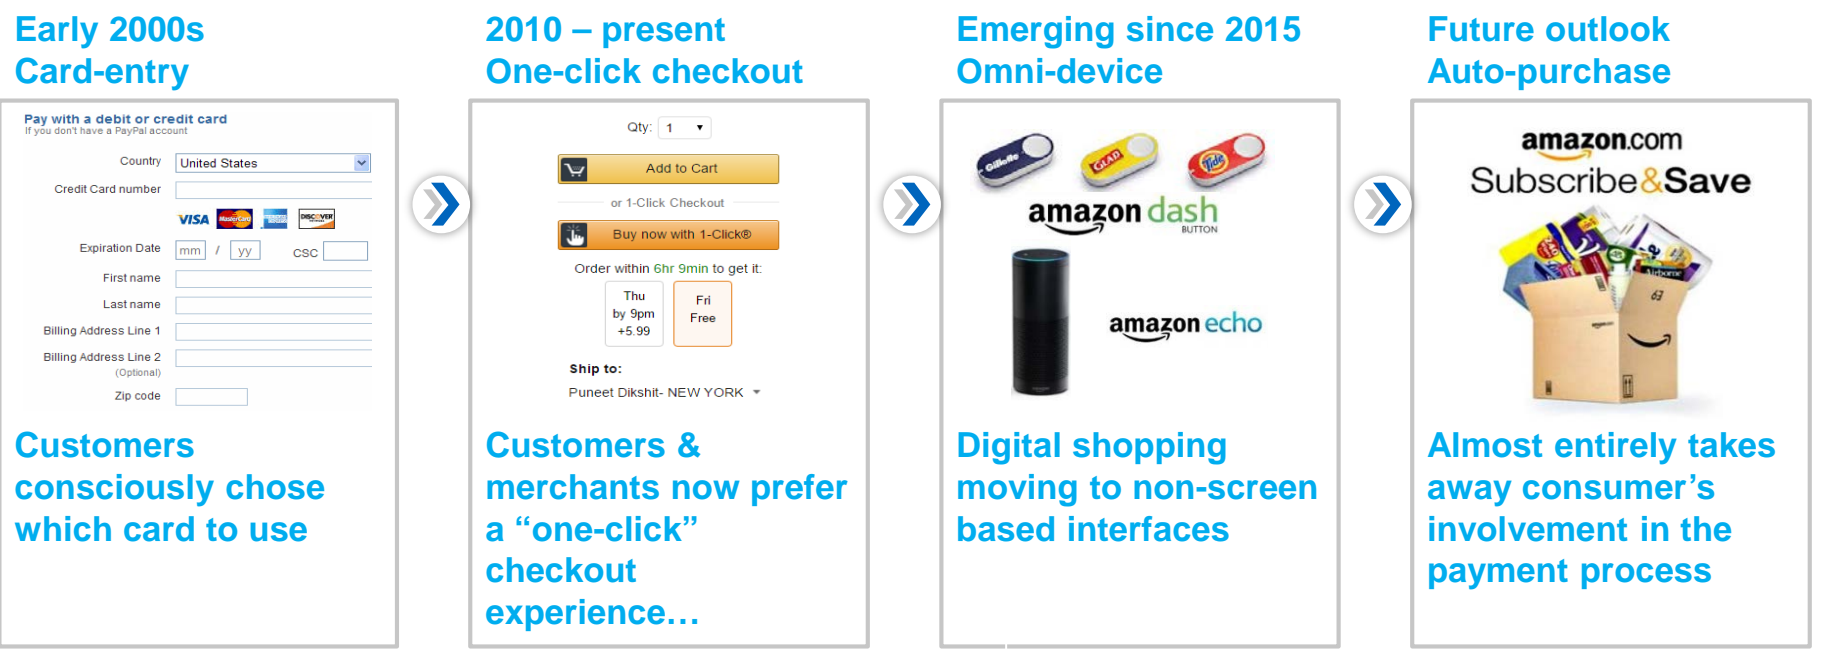 Early 2000s
Card-entry
Pay with a debit or credit card
If you don't have a PayPal account
Country
United States
Credit Card number
VISA MasterCard DISCOVER
Expiration Date mm / yy CSC
First name
Last name
Billing Address Line 1
Billing Address Line 2
(Optional)
Zip code
Customers
consciously chose
which card to use
2010 – present
One-click checkout
Qty: 1
Add to Cart
or 1-Click Checkout
Buy now with 1-Click®
Order within 6hr 9min to get it:
Thu
by 9pm
+5.99
Fri
Free
Ship to:
Puneet Dikshit- NEW YORK
Customers &
merchants now prefer
a “one-click”
checkout
experience…
Emerging since 2015
Omni-device
Gillette
GLAD
Tide
amazon dash
BUTTON
amazon echo
Digital shopping
moving to non-screen
based interfaces
Future outlook
Auto-purchase
amazon.com
Subscribe&Save
Airborne
63
Almost entirely takes
away consumer’s
involvement in the
payment process